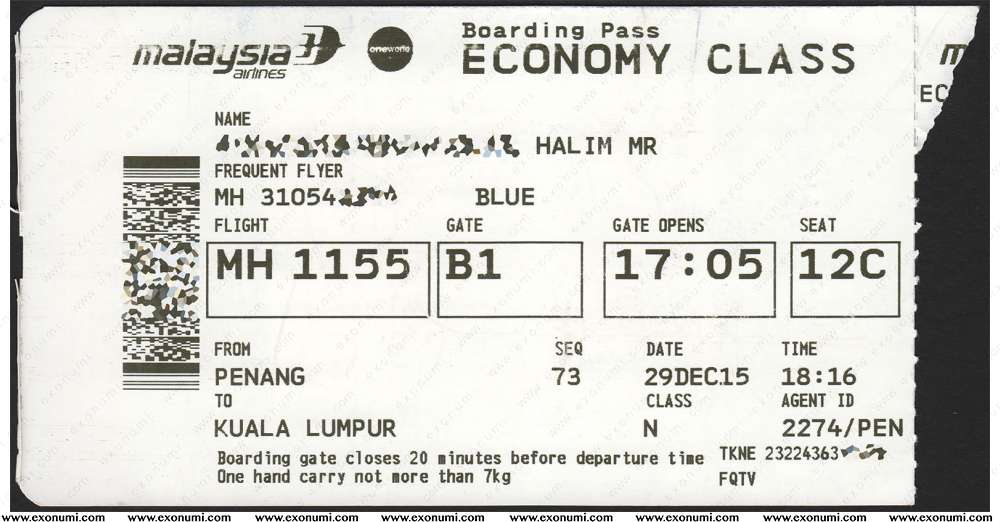 malaysia airlines
oneworld
Boarding Pass
ECONOMY CLASS
m
EC
NAME
HALIM MR
FREQUENT FLYER
MH 31054 BLUE
FLIGHT GATE GATE OPENS SEAT
MH 1155 B1 17:05 12C
FROM SEQ DATE TIME
PENANG 73 29DEC15 18:16
TO CLASS AGENT ID
KUALA LUMPUR N 2274/PEN
Boarding gate closes 20 minutes before departure time TKNE 23224363
One hand carry not more than 7kg FQTV
www.exonumi.com www.exonumi.com www.exonumi.com www.exonumi.com www.exonumi.com www.exonumi.com www.exonumi.com www.exonumi.com